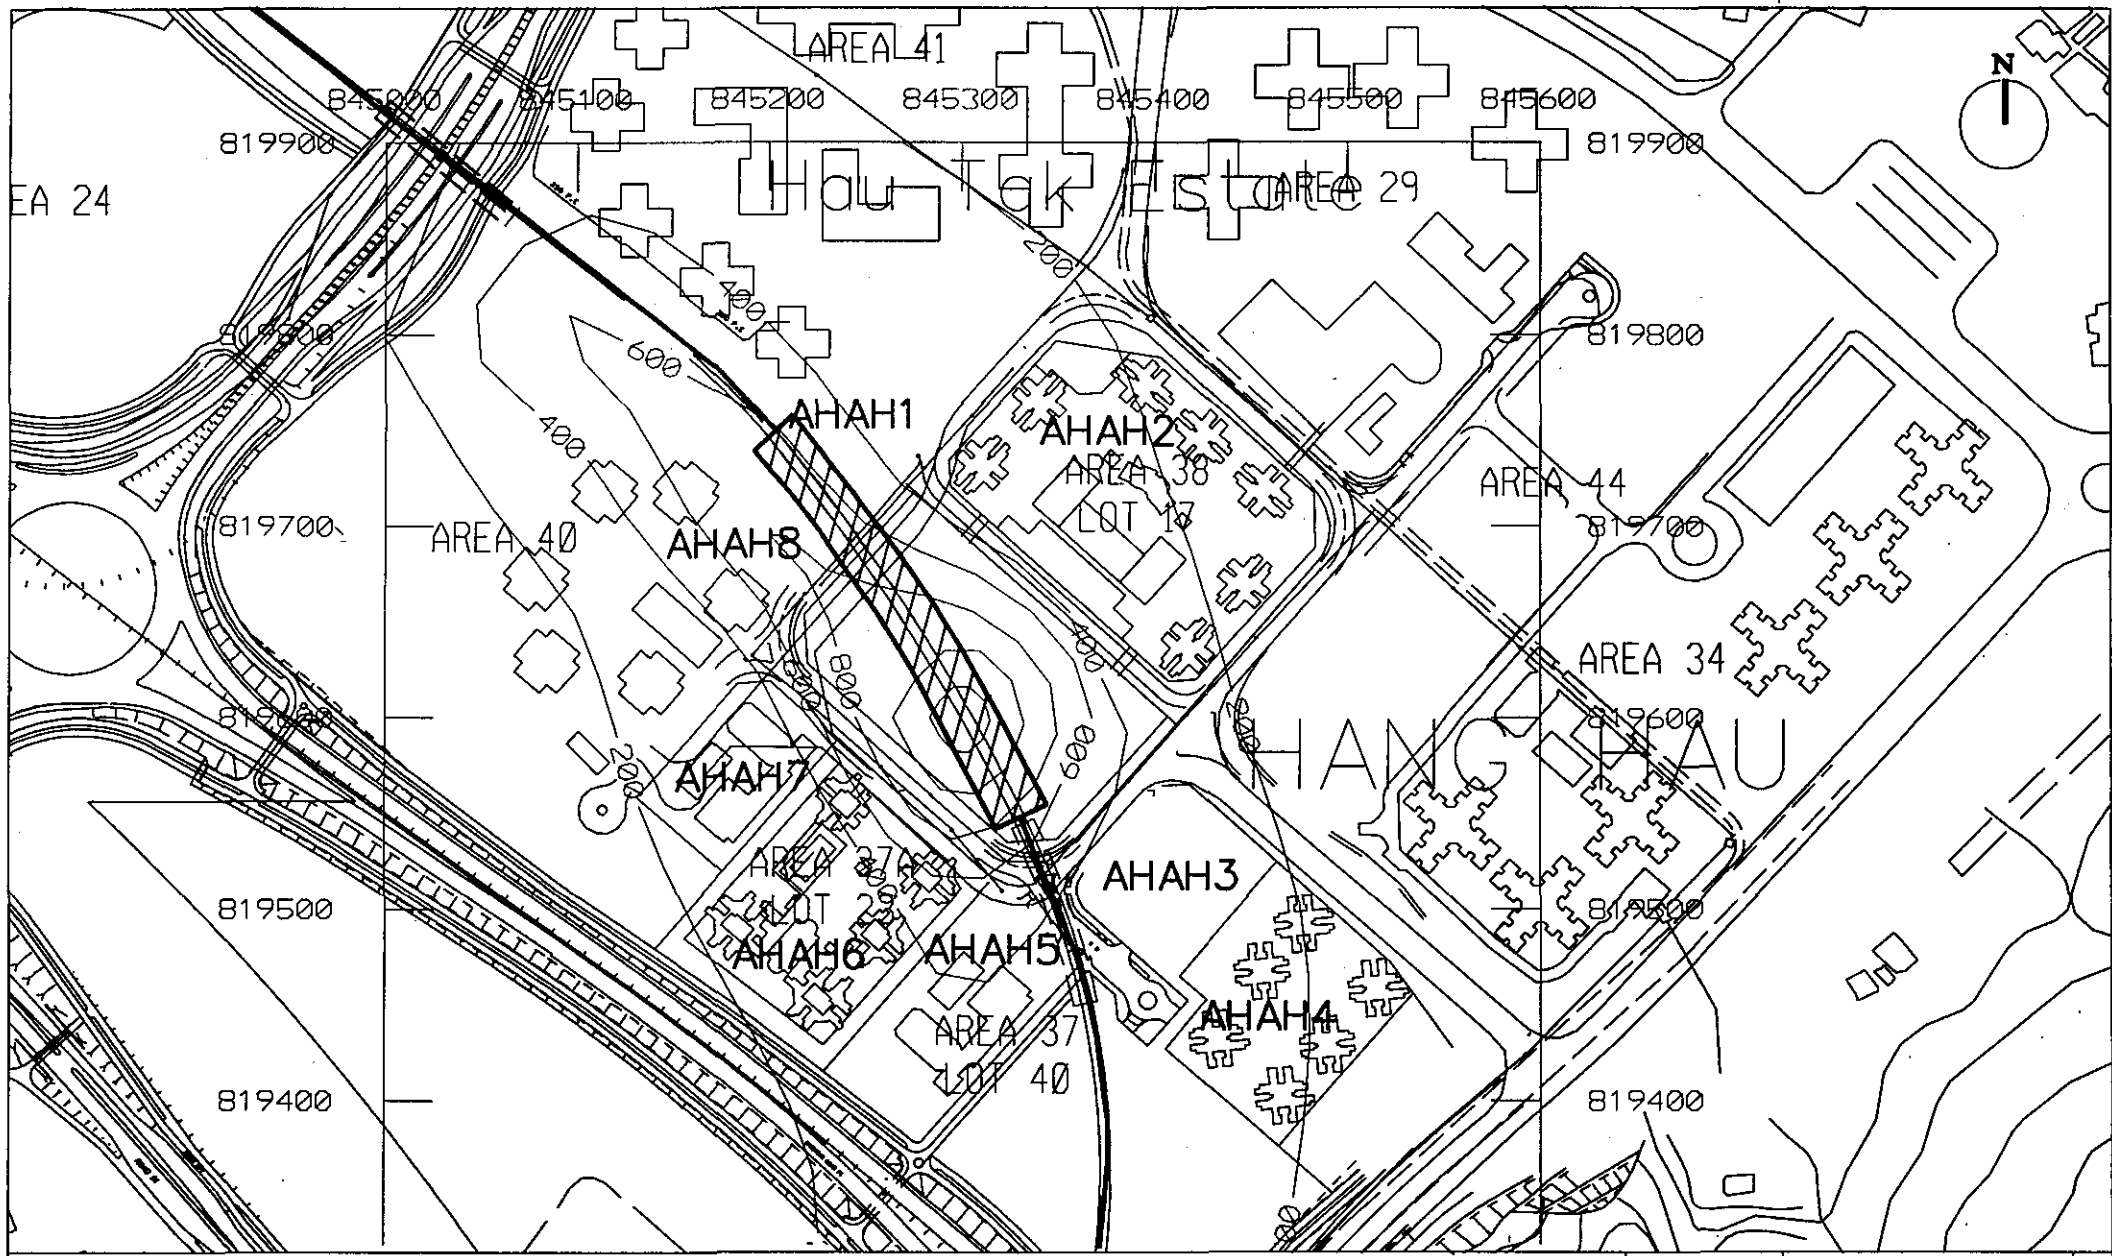 AREA 41
N
845000 845100 845200 845300 845400 845500 845600
819900 819900
EA 24
Hau Tak Estate
AREA 29
200
400
819800 819800
600
AHAH1
400
AHAH2
AREA 38
LOT 17
AREA 44
819700 819700
AREA 40
AHAH8
400
AREA 34
800
600
819600 819600
200
HANG HAU
600
200
AHAH7
AREA 37A
AHAH3
LOT 29
819500 819500
AHAH6
AHAH5
AHAH4
AREA 37
LOT 40
819400 819400